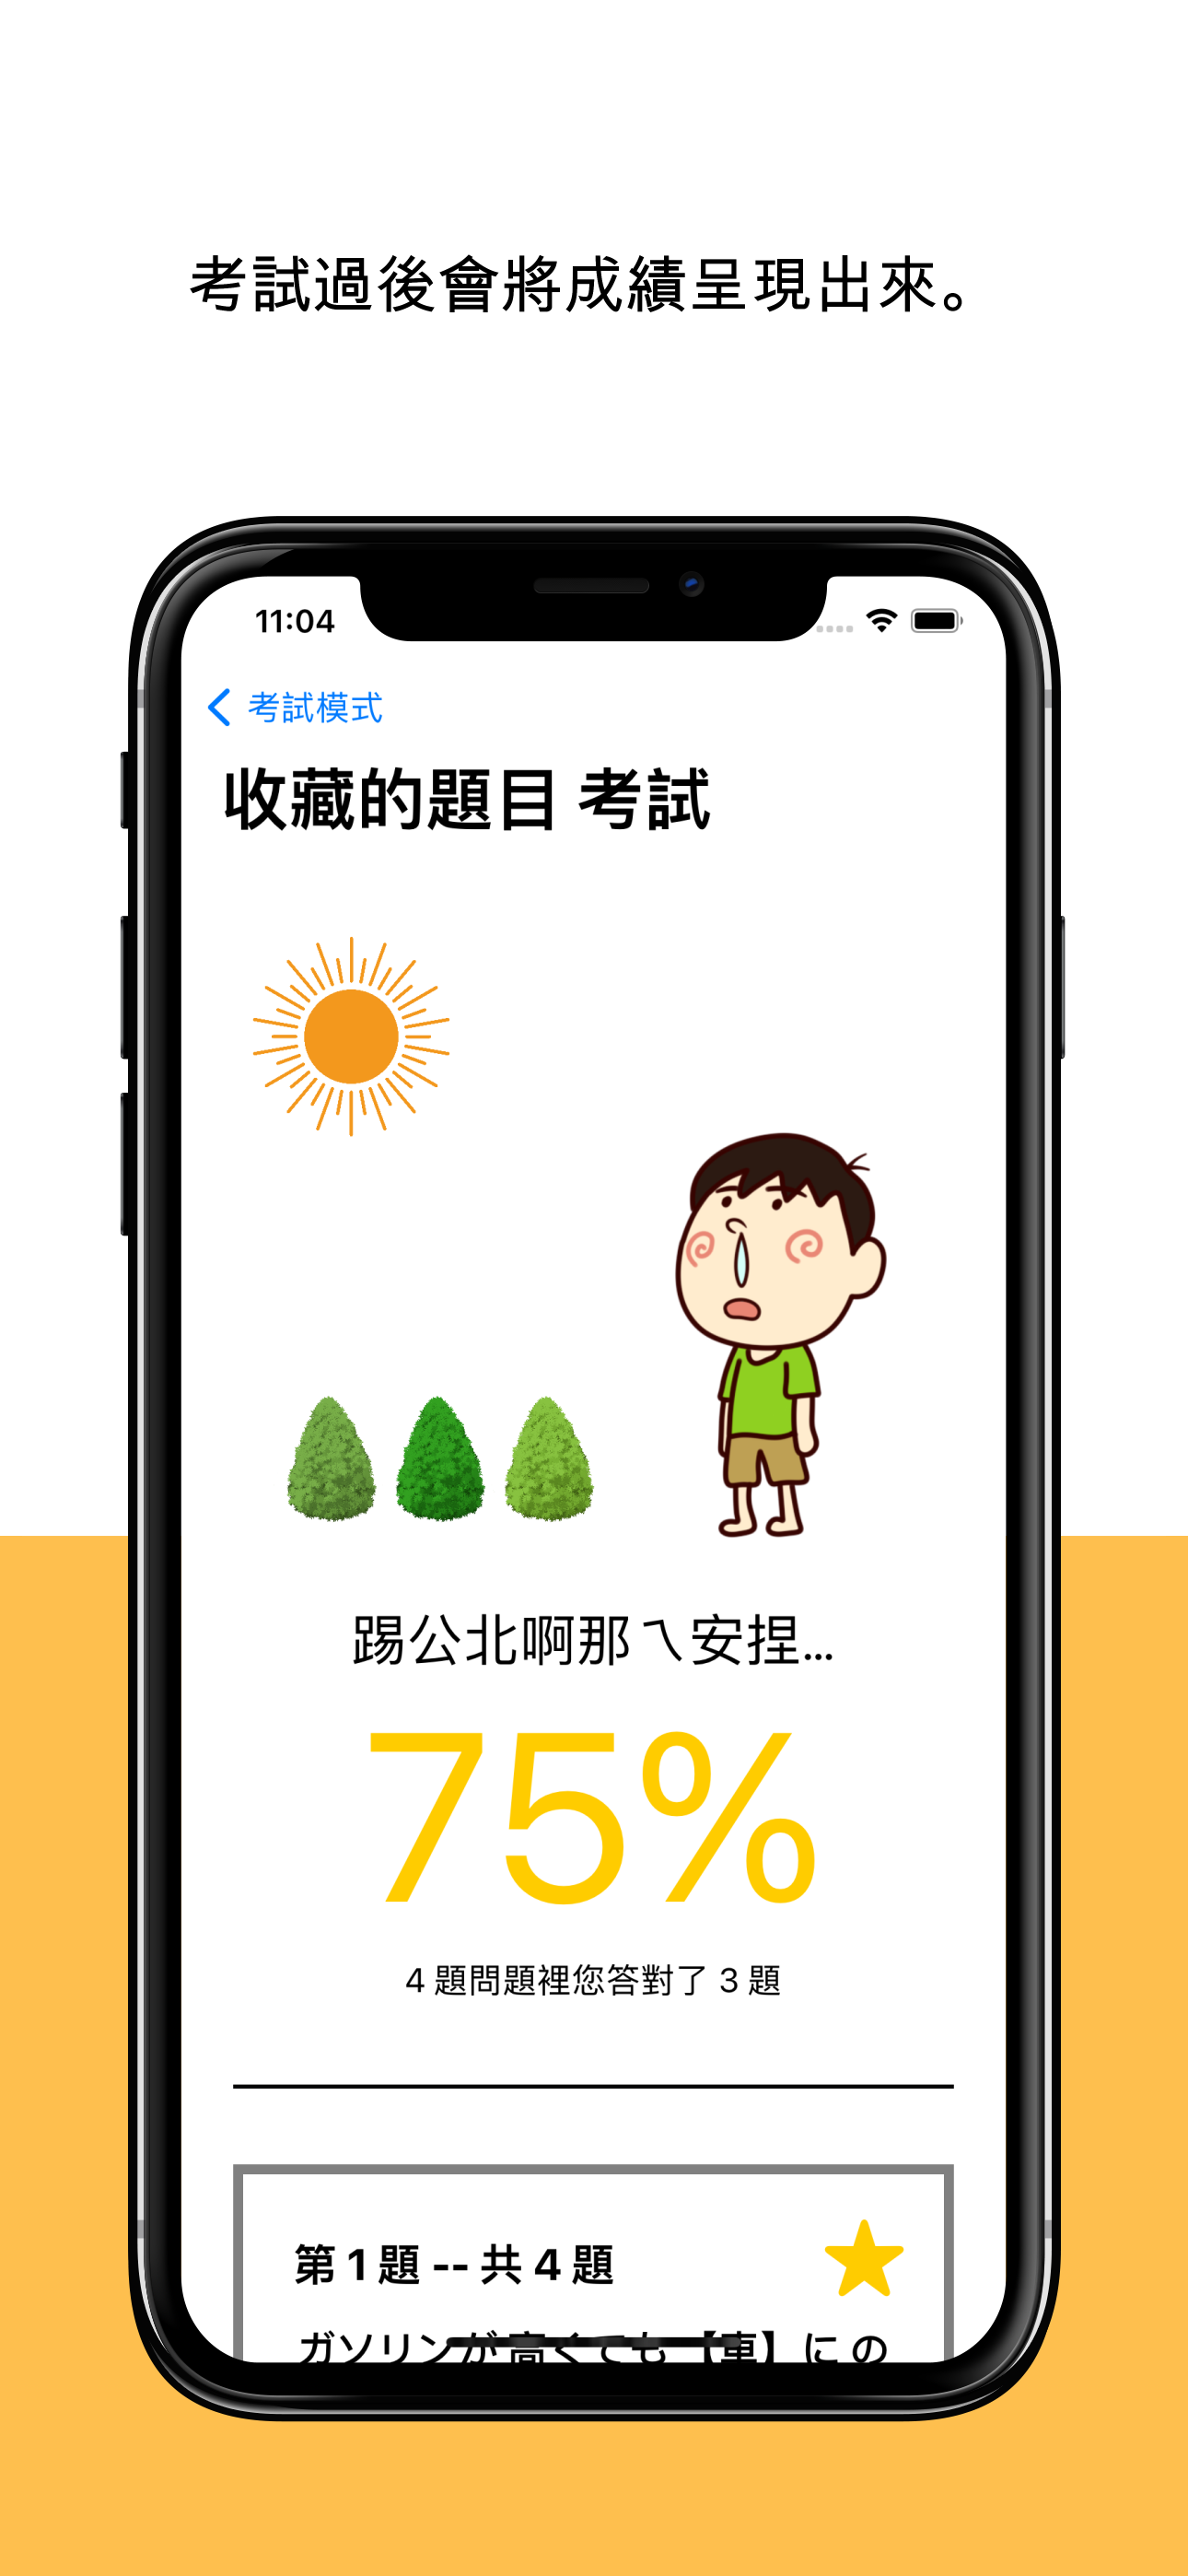 考試過後會將成績呈現出來。
11:04
考試模式
收藏的題目 考試
踢公北啊那ㄟ安捏...
75%
4 題問題裡您答對了 3 題
第 1 題 -- 共 4 題
ガソリンが 高くても 【車】に の